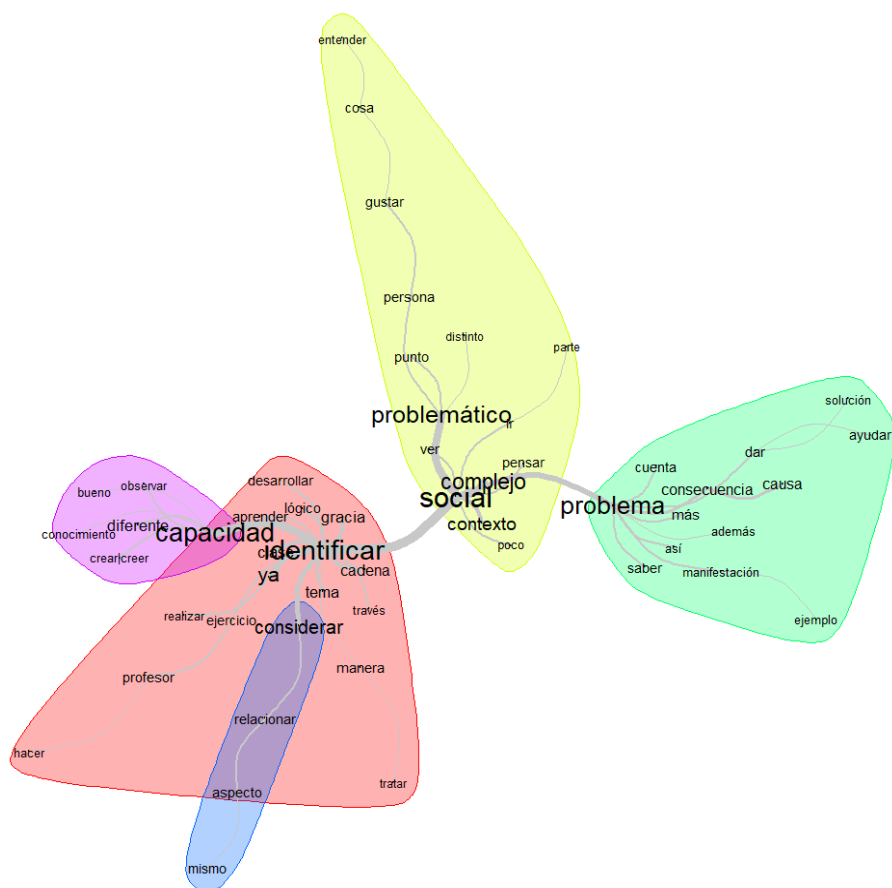 entender
cosa
gustar
persona
distinto
punto
parte
problemático
ir
ver
pensar
complejo
social
contexto
poco
solución
ayudar
dar
cuenta
consecuencia
causa
problema
más
además
así
saber
manifestación
ejemplo
desarrollar
bueno
observar
lógico
aprender
gracia
diferente
capacidad
conocimiento
identificar
clase
crear/creer
ya
cadena
tema
través
realizar
ejercicio
considerar
manera
profesor
relacionar
hacer
tratar
aspecto
mismo